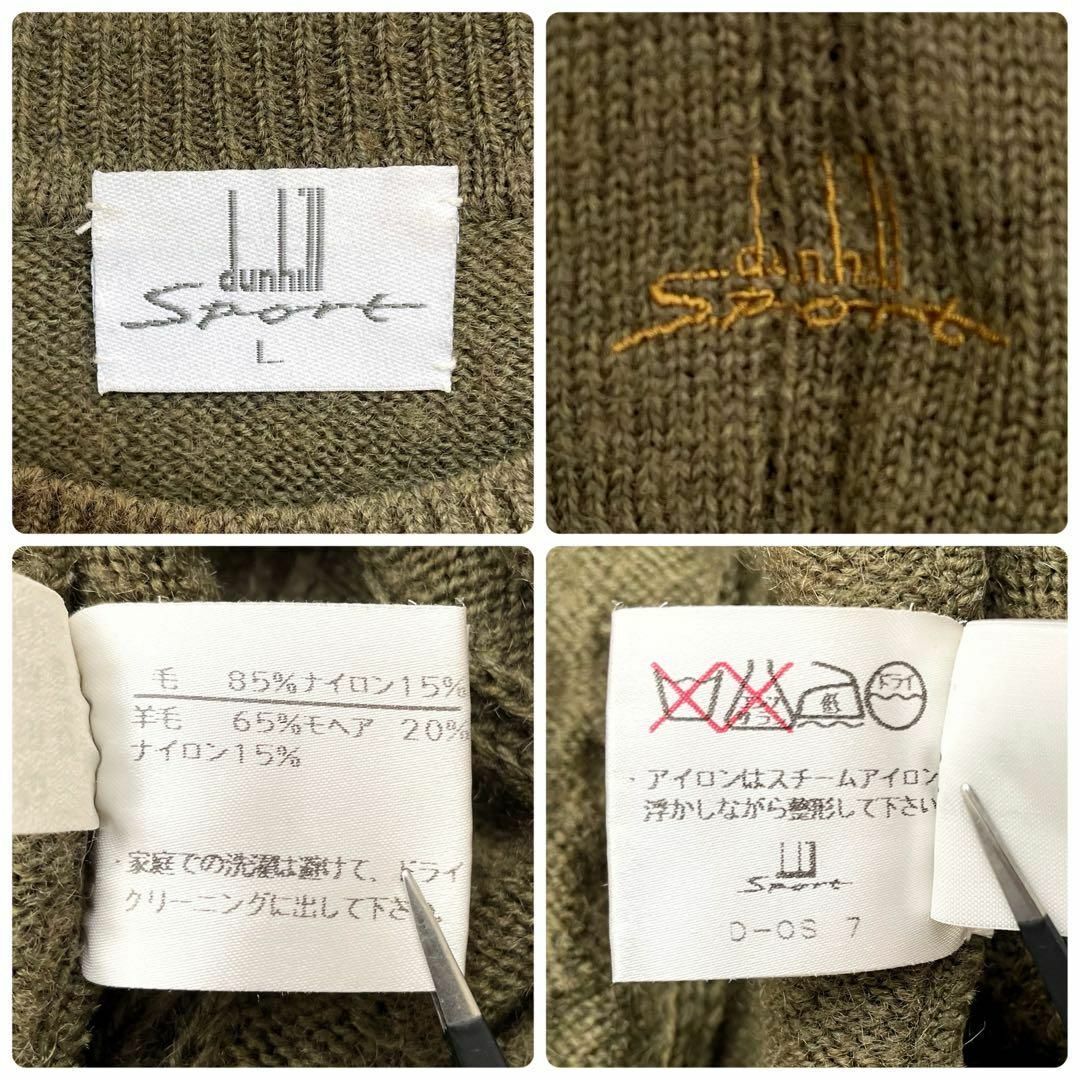 dunhill
Sport
L
dunhill
Sport
毛 85%ナイロン15%
羊毛 65%モヘア 20%
ナイロン15%
・家庭での洗濯は避けて、ドライ
クリーニングに出して下さい。
ドライ
・アイロンはスチームアイロン
浮かしながら整形して下さい
Sport
D-OS 7